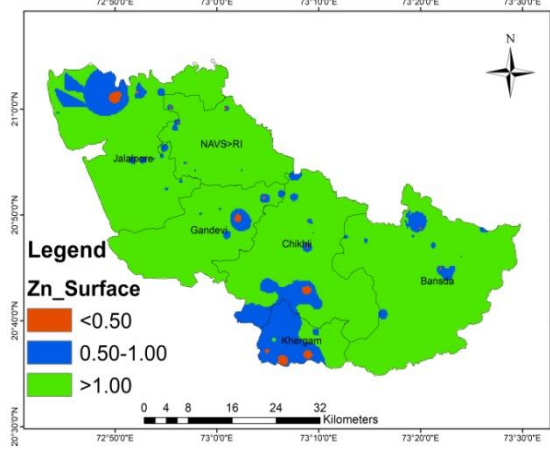 72°50'0"E 73°0'0"E 73°10'0"E 73°20'0"E 73°30'0"E
N
21°0'0"N
NAVS>RI
Jalalpore
20°50'0"N
Gandevi
Chikhli
Bansda
Legend
Zn_Surface
<0.50
0.50-1.00
>1.00
20°40'0"N
Khergam
0 4 8 16 24 32
Kilometers
20°30'0"N
72°50'0"E 73°0'0"E 73°10'0"E 73°20'0"E 73°30'0"E